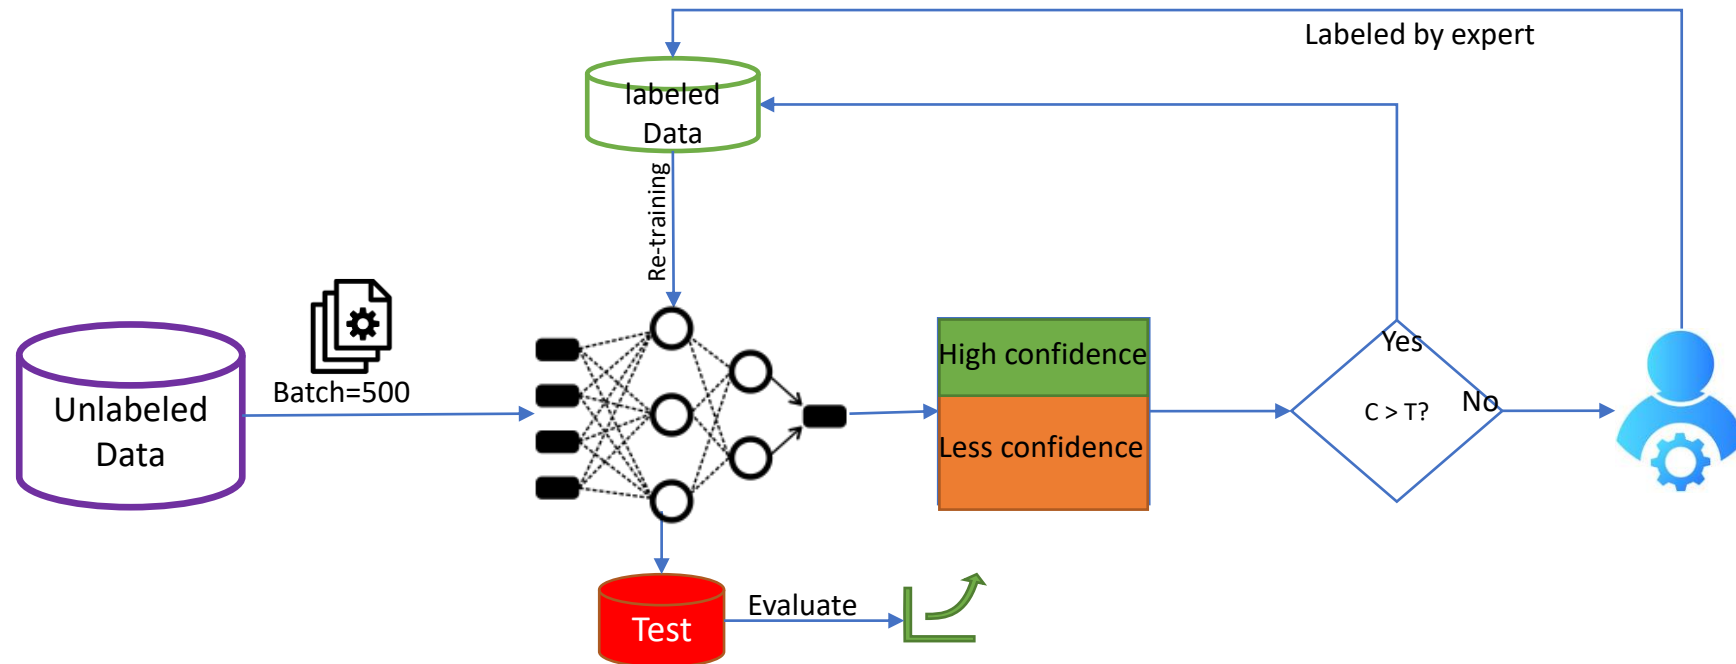 Labeled by expert
labeled
Data
Re-training
Batch=500
Unlabeled
Data
High confidence
Less confidence
Yes
C > T?
No
Test
Evaluate